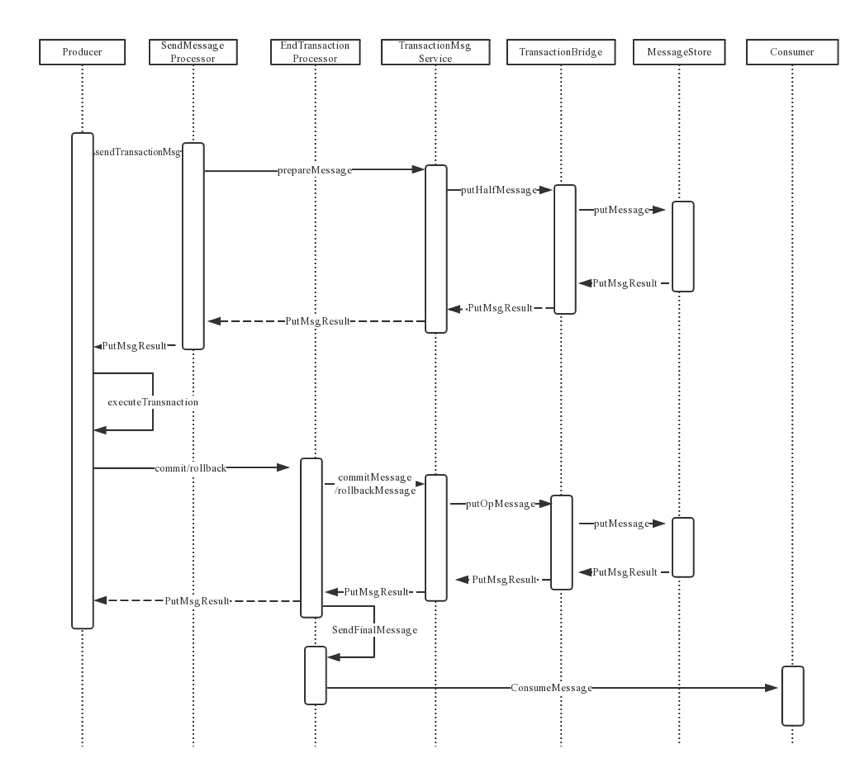 Producer
SendMessage
Processor
EndTransaction
Processor
TransactionMsg
Service
TransactionBridge
MessageStore
Consumer
sendTransactionMsg
prepareMessage
putHalfMessage
putMessage
PutMsgResult
PutMsgResult
PutMsgResult
PutMsgResult
executeTransnaction
commit/rollback
commitMessage
/rollbackMessage
putOpMessage
putMessage
PutMsgResult
PutMsgResult
PutMsgResult
PutMsgResult
SendFinalMessage
ConsumeMessage